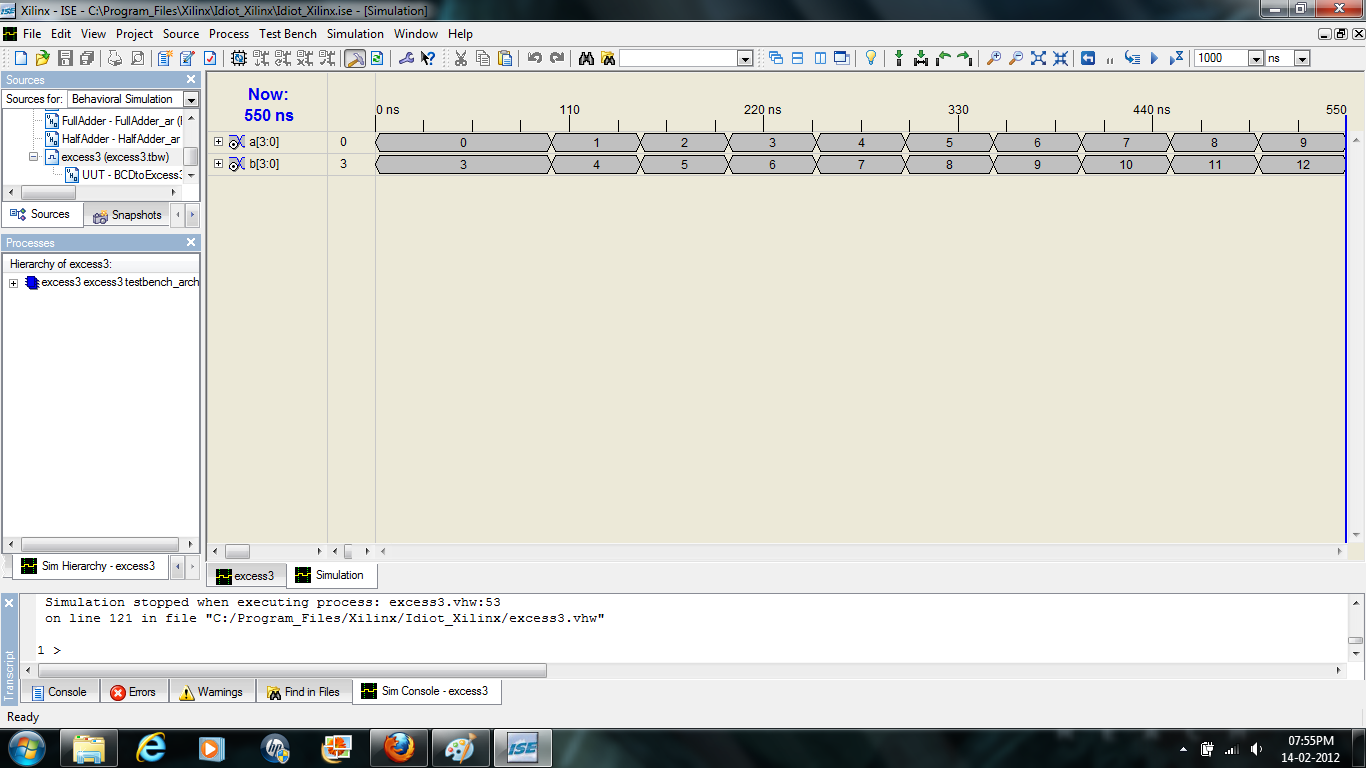 Xilinx - ISE - C:\Program_Files\Xilinx\Idiot_Xilinx\Idiot_Xilinx.ise - [Simulation]
File Edit View Project Source Process Test Bench Simulation Window Help
1000 ns
Sources
Sources for: Behavioral Simulation
FullAdder - FullAdder_ar (
HalfAdder - HalfAdder_ar
excess3 (excess3.tbw)
UUT - BCDtoExcess3
Sources Snapshots
Processes
Hierarchy of excess3:
excess3 excess3 testbench_arch
Sim Hierarchy - excess3
Now:
550 ns
0 ns 110 220 ns 330 440 ns 550
a[3:0] 0 0 1 2 3 4 5 6 7 8 9
b[3:0] 3 3 4 5 6 7 8 9 10 11 12
excess3 Simulation
Simulation stopped when executing process: excess3.vhw:53
on line 121 in file "C:/Program_Files/Xilinx/Idiot_Xilinx/excess3.vhw"
1 >
Transcript
Console Errors Warnings Find in Files Sim Console - excess3
Ready
hp
ISE
07:55PM
14-02-2012